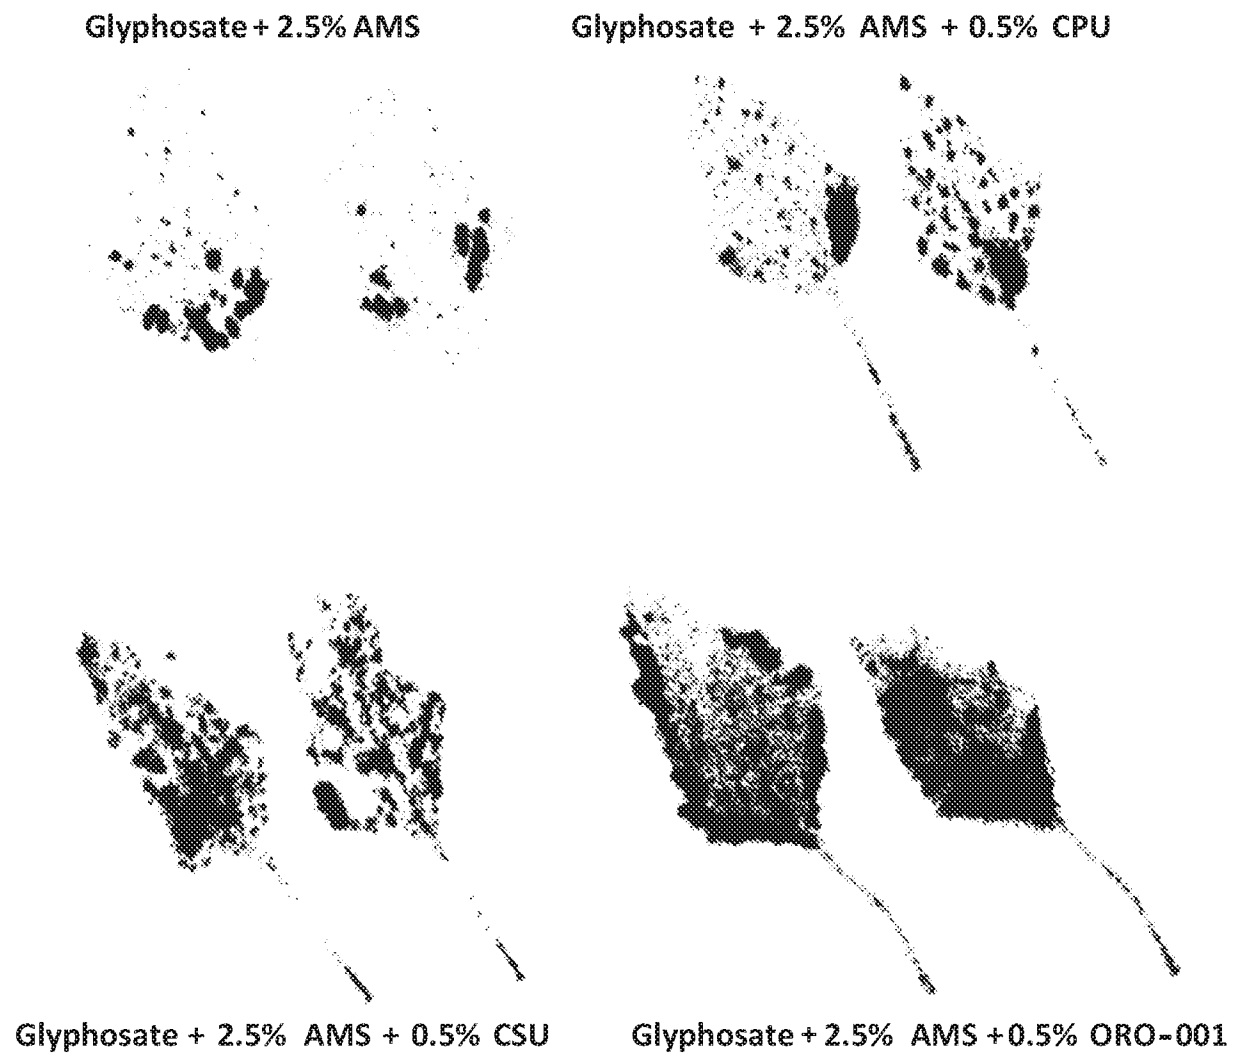 Glyphosate + 2.5% AMS
Glyphosate + 2.5% AMS + 0.5% CPU
Glyphosate + 2.5% AMS + 0.5% CSU
Glyphosate + 2.5% AMS + 0.5% ORO-001